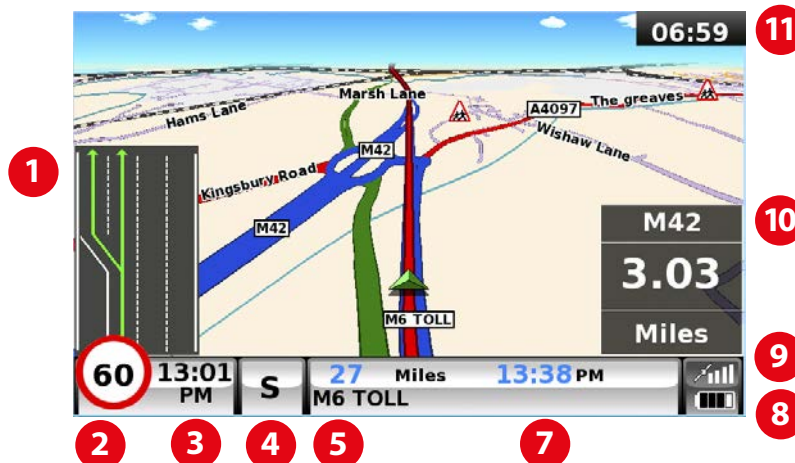 06:59
11
Marsh Lane
The greaves
A4097
Hams Lane
Wishaw Lane
M42
1
Kingsbury Road
M42
10
M42
3.03
Miles
M6 TOLL
60
13:01
PM
S
27 Miles 13:38 PM
M6 TOLL
9
8
2
3
4
5
7